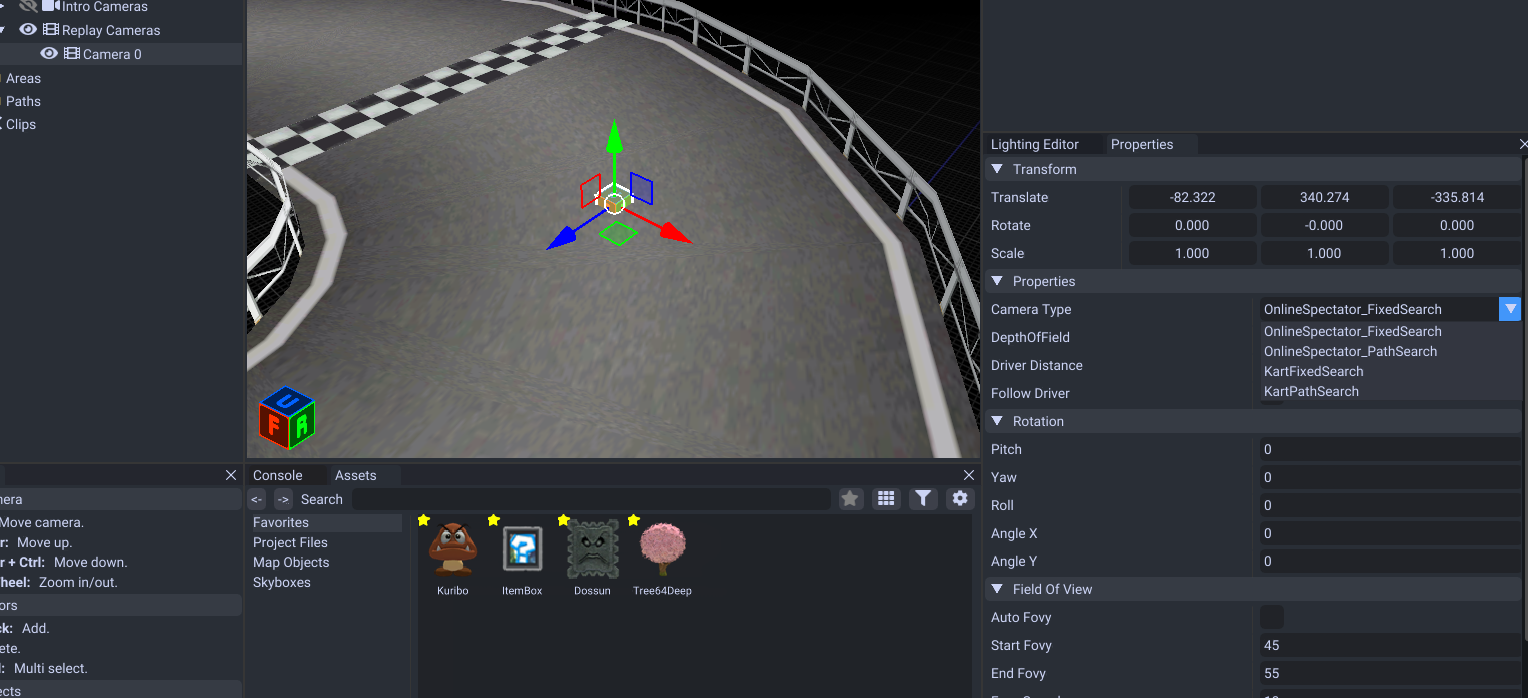 Intro Cameras
Replay Cameras
Camera 0
Areas
Paths
Clips
U
F
R
Lighting Editor Properties
Transform
Translate -82.322 340.274 -335.814
Rotate 0.000 -0.000 0.000
Scale 1.000 1.000 1.000
Properties
Camera Type OnlineSpectator_FixedSearch
OnlineSpectator_FixedSearch
DepthOfField
OnlineSpectator_PathSearch
Driver Distance
KartFixedSearch
Follow Driver
KartPathSearch
Rotation
Pitch 0
Yaw 0
Roll 0
Angle X 0
Angle Y 0
Field Of View
Auto Fovy
Start Fovy 45
End Fovy 55
Console Assets
<- -> Search
Favorites
Project Files
Map Objects
Skyboxes
Kuribo ItemBox Dossun Tree64Deep
nera
Move camera.
r: Move up.
r + Ctrl: Move down.
heel: Zoom in/out.
ors
ck: Add.
ete.
l: Multi select.
ects